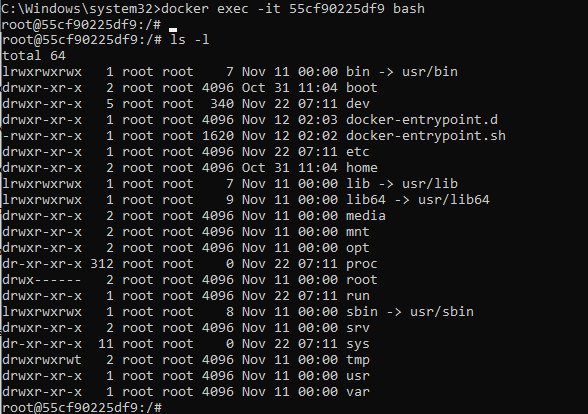 C:\Windows\system32>docker exec -it 55cf90225df9 bash
root@55cf90225df9:/#
root@55cf90225df9:/# ls -l
total 64
lrwxrwxrwx   1 root root    7 Nov 11 00:00 bin -> usr/bin
drwxr-xr-x   2 root root 4096 Oct 31 11:04 boot
drwxr-xr-x   5 root root  340 Nov 22 07:11 dev
drwxr-xr-x   1 root root 4096 Nov 12 02:03 docker-entrypoint.d
-rwxr-xr-x   1 root root 1620 Nov 12 02:02 docker-entrypoint.sh
drwxr-xr-x   1 root root 4096 Nov 22 07:11 etc
drwxr-xr-x   2 root root 4096 Oct 31 11:04 home
lrwxrwxrwx   1 root root    7 Nov 11 00:00 lib -> usr/lib
lrwxrwxrwx   1 root root    9 Nov 11 00:00 lib64 -> usr/lib64
drwxr-xr-x   2 root root 4096 Nov 11 00:00 media
drwxr-xr-x   2 root root 4096 Nov 11 00:00 mnt
drwxr-xr-x   2 root root 4096 Nov 11 00:00 opt
dr-xr-xr-x 312 root root    0 Nov 22 07:11 proc
drwx------   2 root root 4096 Nov 11 00:00 root
drwxr-xr-x   1 root root 4096 Nov 22 07:11 run
lrwxrwxrwx   1 root root    8 Nov 11 00:00 sbin -> usr/sbin
drwxr-xr-x   2 root root 4096 Nov 11 00:00 srv
dr-xr-xr-x  11 root root    0 Nov 22 07:11 sys
drwxrwxrwt   2 root root 4096 Nov 11 00:00 tmp
drwxr-xr-x   1 root root 4096 Nov 11 00:00 usr
drwxr-xr-x   1 root root 4096 Nov 11 00:00 var
root@55cf90225df9:/#